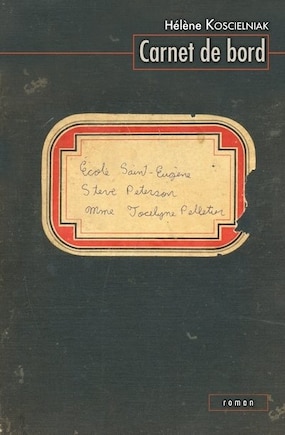 Hélène KOSCIELNIAK
Carnet de bord
École Saint-Eugène
Steve Peterson
Mme Jocelyne Pelletier
roman